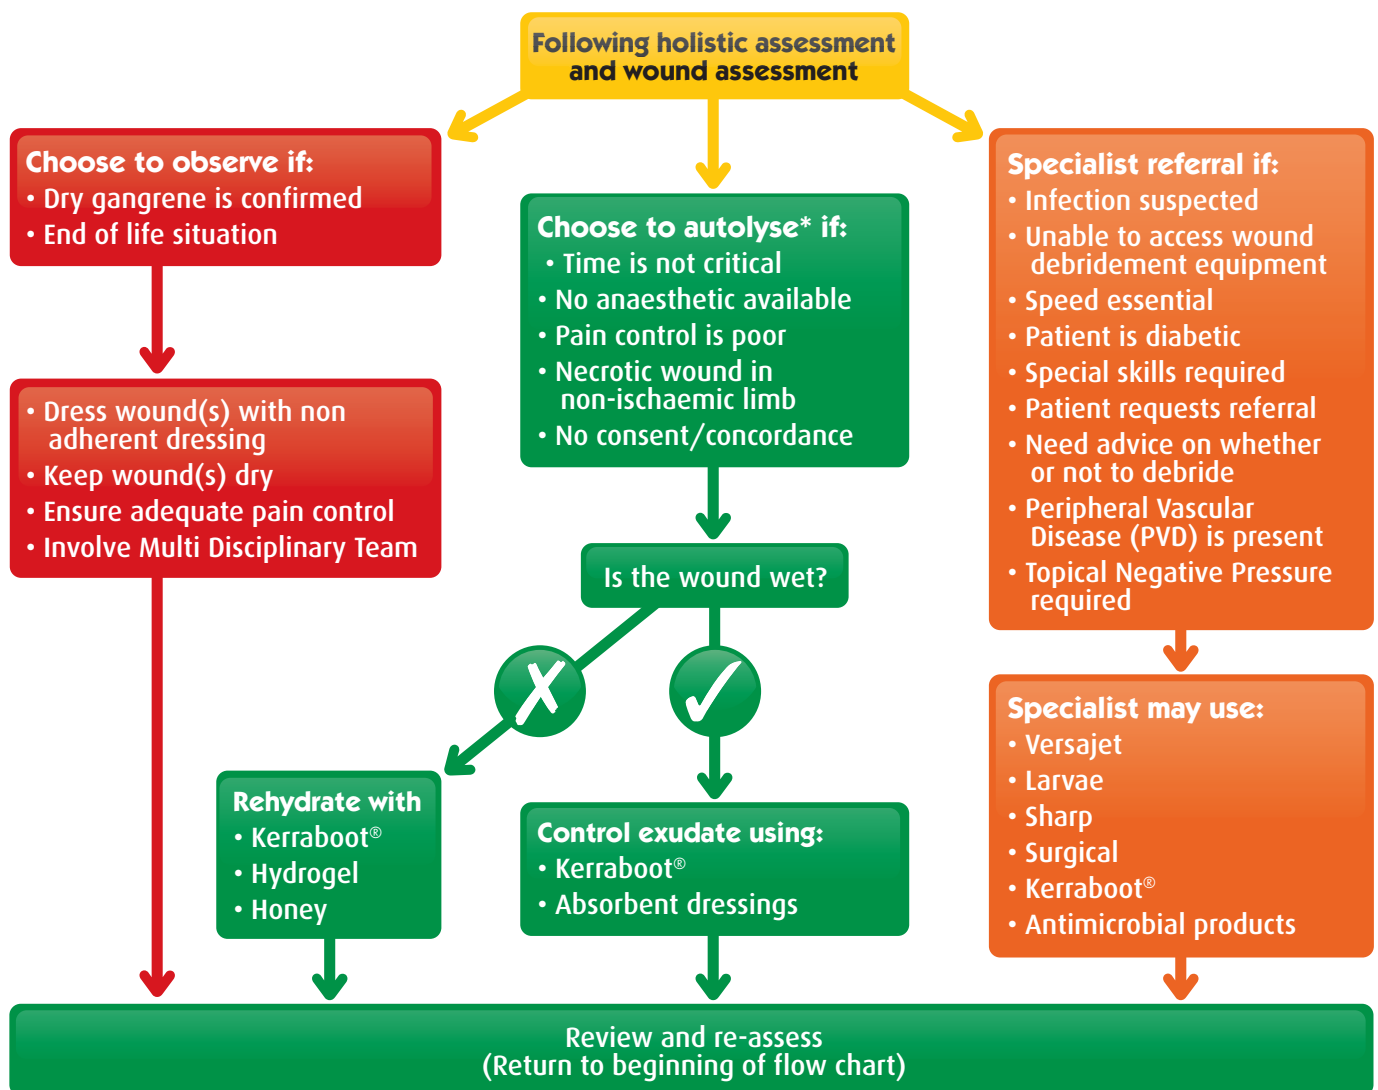 Following holistic assessment
and wound assessment
Choose to observe if:
• Dry gangrene is confirmed
• End of life situation
• Dress wound(s) with non
adherent dressing
• Keep wound(s) dry
• Ensure adequate pain control
• Involve Multi Disciplinary Team
Choose to autolyse* if:
• Time is not critical
• No anaesthetic available
• Pain control is poor
• Necrotic wound in
non-ischaemic limb
• No consent/concordance
Is the wound wet?
Rehydrate with
• Kerraboot®
• Hydrogel
• Honey
Control exudate using:
• Kerraboot®
• Absorbent dressings
Specialist referral if:
• Infection suspected
• Unable to access wound
debridement equipment
• Speed essential
• Patient is diabetic
• Special skills required
• Patient requests referral
• Need advice on whether
or not to debride
• Peripheral Vascular
Disease (PVD) is present
• Topical Negative Pressure
required
Specialist may use:
• Versajet
• Larvae
• Sharp
• Surgical
• Kerraboot®
• Antimicrobial products
Review and re-assess
(Return to beginning of flow chart)